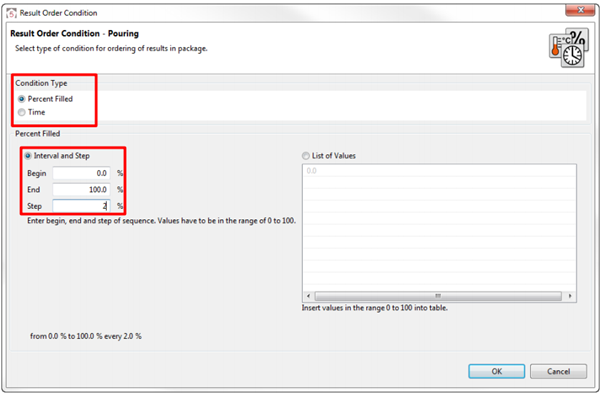 Result Order Condition
Result Order Condition - Pouring
Select type of condition for ordering of results in package.
°C %
Condition Type
Percent Filled
Time
Percent Filled
Interval and Step
Begin 0.0 %
End 100.0 %
Step 2 %
Enter begin, end and step of sequence. Values have to be in the range of 0 to 100.
List of Values
0.0
Insert values in the range 0 to 100 into table.
from 0.0 % to 100.0 % every 2.0 %
OK Cancel